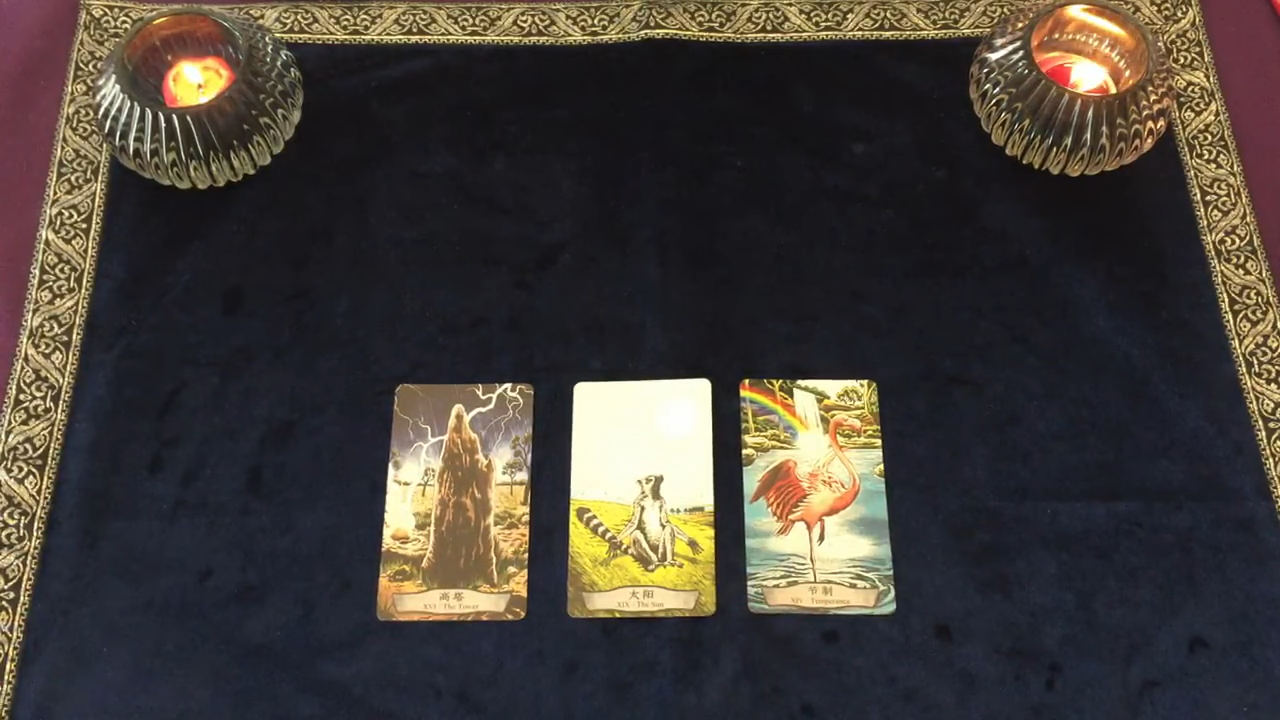 高塔
XVI · The Tower
太阳
XIX · The Sun
节制
XIV · Temperance